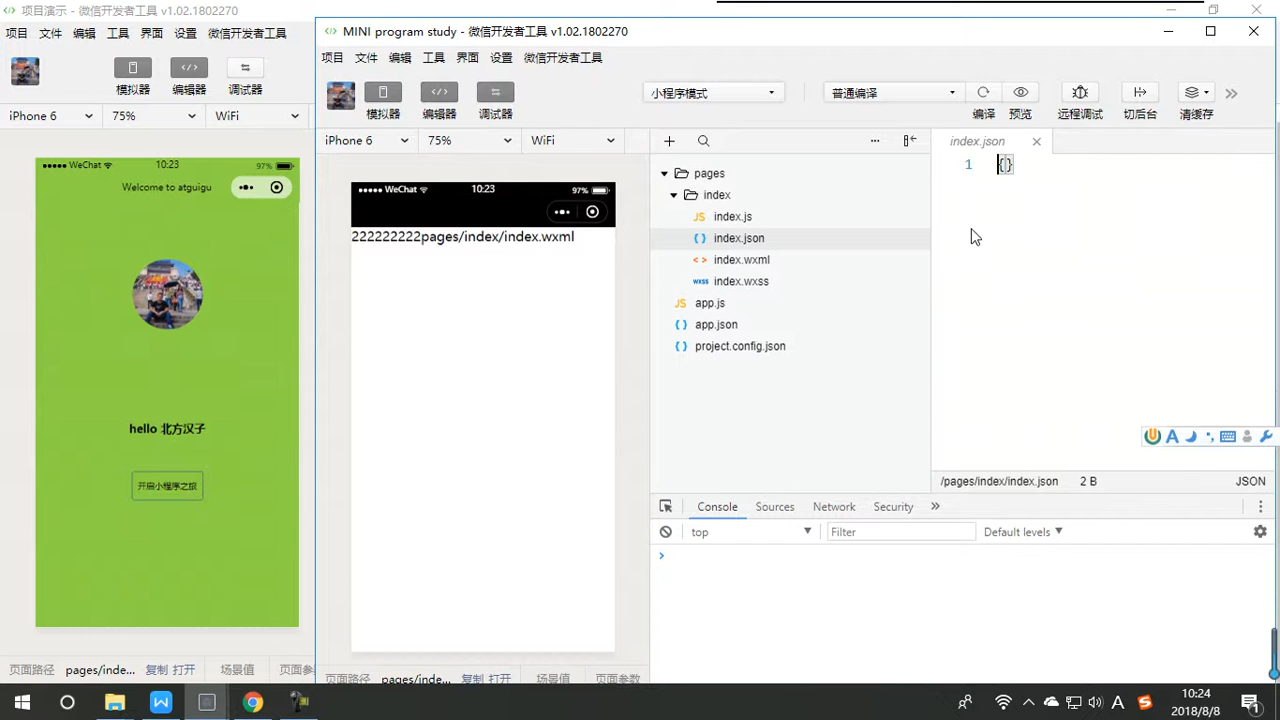 项目演示 - 微信开发者工具 v1.02.1802270
项目 文件 编辑 工具 界面 设置 微信开发者工具
模拟器 编辑器 调试器
iPhone 6 75% WiFi
WeChat 10:23 97%
Welcome to atguigu
hello 北方汉子
开启小程序之旅
页面路径 pages/inde... 复制 打开 场景值 页面参
MINI program study - 微信开发者工具 v1.02.1802270
项目 文件 编辑 工具 界面 设置 微信开发者工具
模拟器 编辑器 调试器
小程序模式 普通编译
编译 预览 远程调试 切后台 清缓存
iPhone 6 75% WiFi
WeChat 10:23 97%
222222222pages/index/index.wxml
页面路径 pages/inde... 复制 打开 场景值 页面参数
pages
index
JS index.js
{ } index.json
< > index.wxml
wxss index.wxss
JS app.js
{ } app.json
{ } project.config.json
index.json
1 {}
/pages/index/index.json 2 B JSON
Console Sources Network Security
top Filter Default levels
10:24
2018/8/8